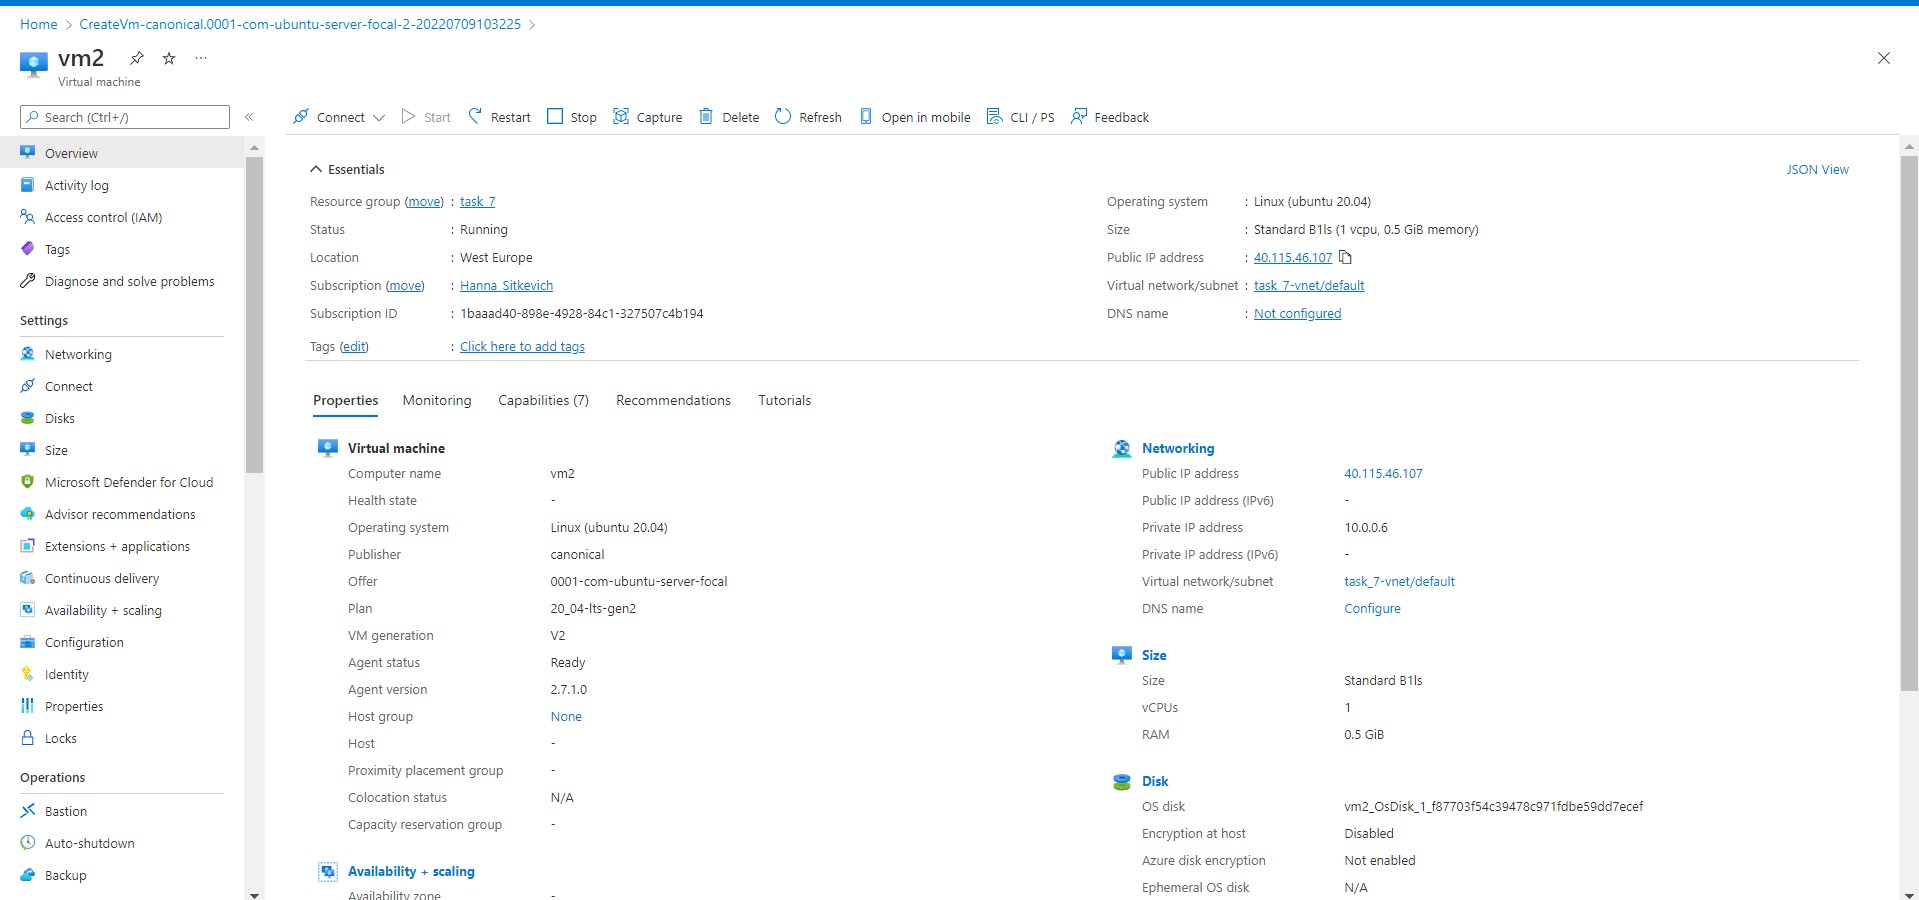 Home > CreateVm-canonical.0001-com-ubuntu-server-focal-2-20220709103225 >
vm2 ...
Virtual machine
Search (Ctrl+/) «
Connect Start Restart Stop Capture Delete Refresh Open in mobile CLI / PS Feedback
Overview
Activity log
Access control (IAM)
Tags
Diagnose and solve problems
Settings
Networking
Connect
Disks
Size
Microsoft Defender for Cloud
Advisor recommendations
Extensions + applications
Continuous delivery
Availability + scaling
Configuration
Identity
Properties
Locks
Operations
Bastion
Auto-shutdown
Backup
Essentials
JSON View
Resource group (move) : task_7
Status : Running
Location : West Europe
Subscription (move) : Hanna_Sitkevich
Subscription ID : 1baaad40-898e-4928-84c1-327507c4b194
Tags (edit) : Click here to add tags
Operating system : Linux (ubuntu 20.04)
Size : Standard B1ls (1 vcpu, 0.5 GiB memory)
Public IP address : 40.115.46.107
Virtual network/subnet : task_7-vnet/default
DNS name : Not configured
Properties Monitoring Capabilities (7) Recommendations Tutorials
Virtual machine
Computer name vm2
Health state -
Operating system Linux (ubuntu 20.04)
Publisher canonical
Offer 0001-com-ubuntu-server-focal
Plan 20_04-lts-gen2
VM generation V2
Agent status Ready
Agent version 2.7.1.0
Host group None
Host -
Proximity placement group -
Colocation status N/A
Capacity reservation group -
Availability + scaling
Availability zone -
Networking
Public IP address 40.115.46.107
Public IP address (IPv6) -
Private IP address 10.0.0.6
Private IP address (IPv6) -
Virtual network/subnet task_7-vnet/default
DNS name Configure
Size
Size Standard B1ls
vCPUs 1
RAM 0.5 GiB
Disk
OS disk vm2_OsDisk_1_f87703f54c39478c971fdbe59dd7ecef
Encryption at host Disabled
Azure disk encryption Not enabled
Ephemeral OS disk N/A